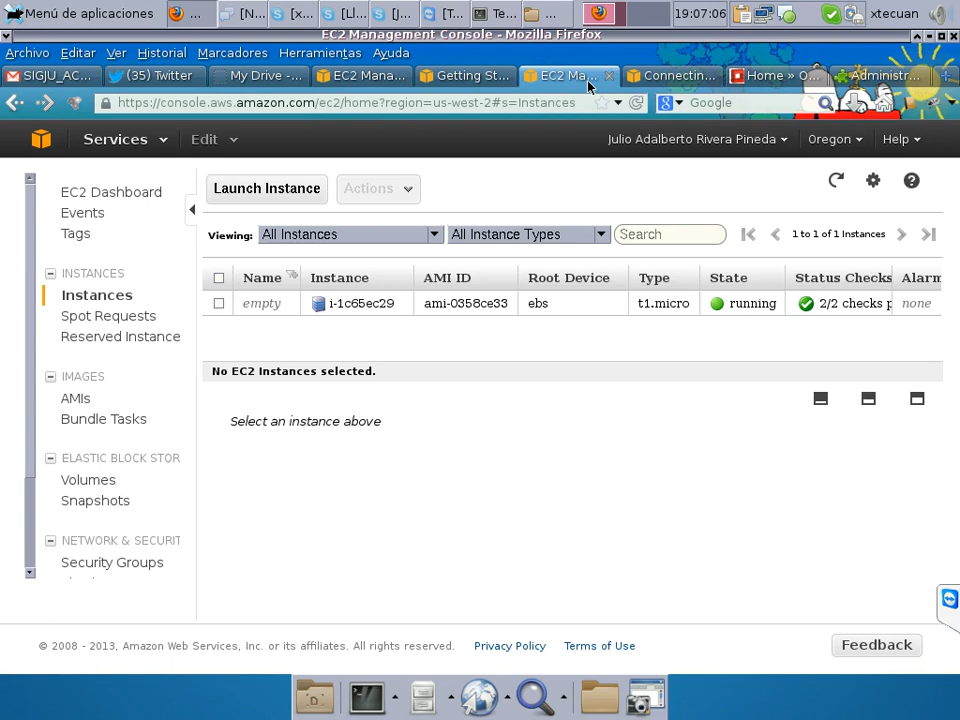 Menú de aplicaciones ... [N... [x... [Ll... [J... [T... Te... ... 19:07:06 xtecuan
EC2 Management Console - Mozilla Firefox
Archivo Editar Ver Historial Marcadores Herramientas Ayuda
SIGJU_AC... (35) Twitter My Drive -... EC2 Mana... Getting St... EC2 Ma... Connectin... Home » O... Administr...
https://console.aws.amazon.com/ec2/home?region=us-west-2#s=Instances Google
Services Edit Julio Adalberto Rivera Pineda Oregon Help
Launch Instance Actions
EC2 Dashboard
Events
Tags
INSTANCES
Instances
Spot Requests
Reserved Instance
IMAGES
AMIs
Bundle Tasks
ELASTIC BLOCK STOR
Volumes
Snapshots
NETWORK & SECURIT
Security Groups
Viewing: All Instances All Instance Types Search 1 to 1 of 1 Instances
Name Instance AMI ID Root Device Type State Status Checks Alarm
empty i-1c65ec29 ami-0358ce33 ebs t1.micro running 2/2 checks p none
No EC2 Instances selected.
Select an instance above
© 2008 - 2013, Amazon Web Services, Inc. or its affiliates. All rights reserved. Privacy Policy Terms of Use Feedback